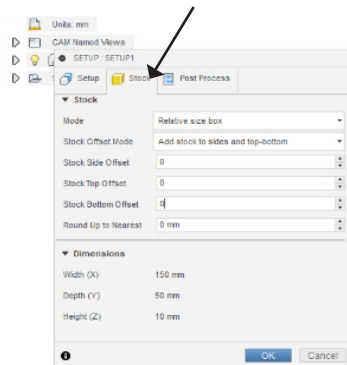 Units: mm
CAM Named Views
SETUP : SETUP1
Setup Stock Post Process
Stock
Mode Relative size box
Stock Offset Mode Add stock to sides and top-bottom
Stock Side Offset 0
Stock Top Offset 0
Stock Bottom Offset 0
Round Up to Nearest 0 mm
Dimensions
Width (X) 150 mm
Depth (Y) 50 mm
Height (Z) 10 mm
OK Cancel